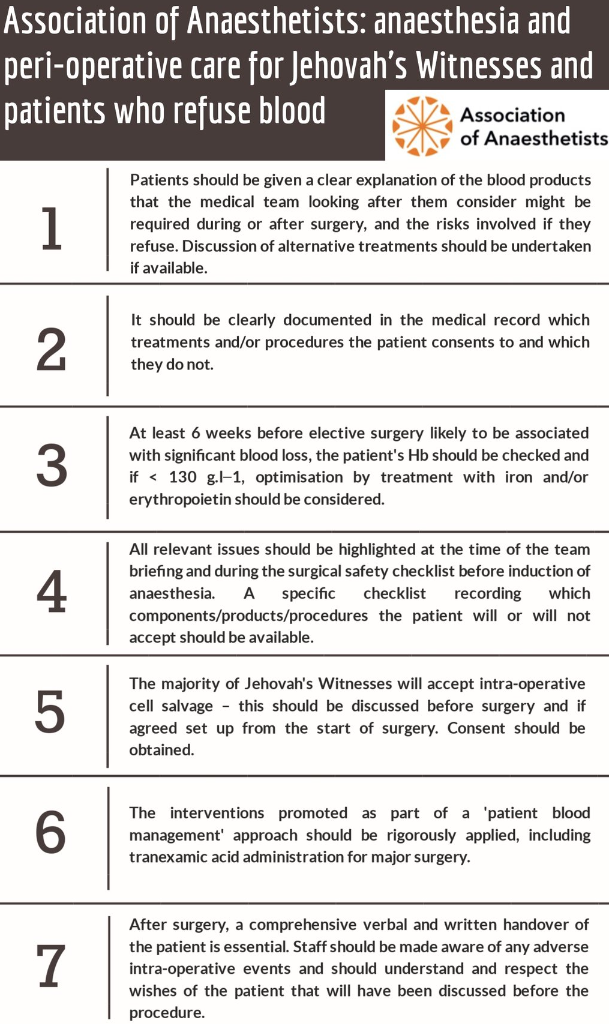 Association of Anaesthetists: anaesthesia and
peri-operative care for Jehovah's Witnesses and
patients who refuse blood
Association
of Anaesthetists
1
Patients should be given a clear explanation of the blood products
that the medical team looking after them consider might be
required during or after surgery, and the risks involved if they
refuse. Discussion of alternative treatments should be undertaken
if available.
2
It should be clearly documented in the medical record which
treatments and/or procedures the patient consents to and which
they do not.
3
At least 6 weeks before elective surgery likely to be associated
with significant blood loss, the patient's Hb should be checked and
if < 130 g.l–1, optimisation by treatment with iron and/or
erythropoietin should be considered.
4
All relevant issues should be highlighted at the time of the team
briefing and during the surgical safety checklist before induction of
anaesthesia. A specific checklist recording which
components/products/procedures the patient will or will not
accept should be available.
5
The majority of Jehovah's Witnesses will accept intra-operative
cell salvage – this should be discussed before surgery and if
agreed set up from the start of surgery. Consent should be
obtained.
6
The interventions promoted as part of a 'patient blood
management' approach should be rigorously applied, including
tranexamic acid administration for major surgery.
7
After surgery, a comprehensive verbal and written handover of
the patient is essential. Staff should be made aware of any adverse
intra-operative events and should understand and respect the
wishes of the patient that will have been discussed before the
procedure.